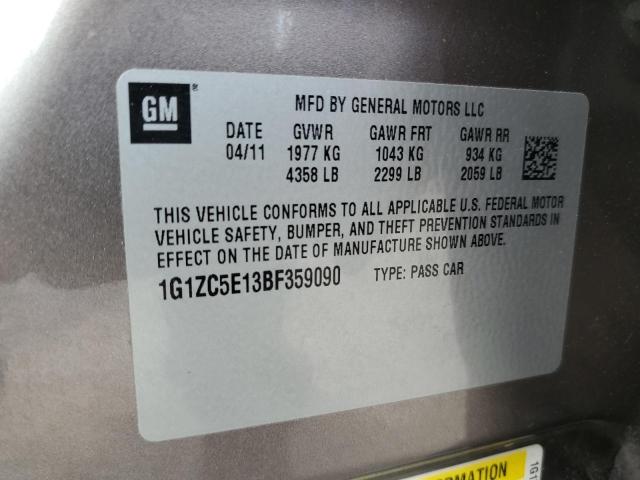 GM
MFD BY GENERAL MOTORS LLC
DATE GVWR GAWR FRT GAWR RR
04/11 1977 KG 1043 KG 934 KG
4358 LB 2299 LB 2059 LB
THIS VEHICLE CONFORMS TO ALL APPLICABLE U.S. FEDERAL MOTOR
VEHICLE SAFETY, BUMPER, AND THEFT PREVENTION STANDARDS IN
EFFECT ON THE DATE OF MANUFACTURE SHOWN ABOVE.
1G1ZC5E13BF359090 TYPE: PASS CAR